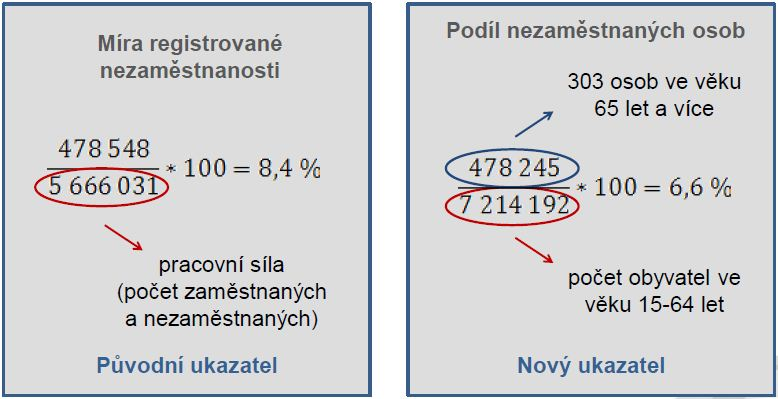 Míra registrované
nezaměstnanosti
478 548
5 666 031
* 100 = 8,4 %
pracovní síla
(počet zaměstnaných
a nezaměstnaných)
Původní ukazatel
Podíl nezaměstnaných osob
303 osob ve věku
65 let a více
478 245
7 214 192
* 100 = 6,6 %
počet obyvatel ve
věku 15-64 let
Nový ukazatel